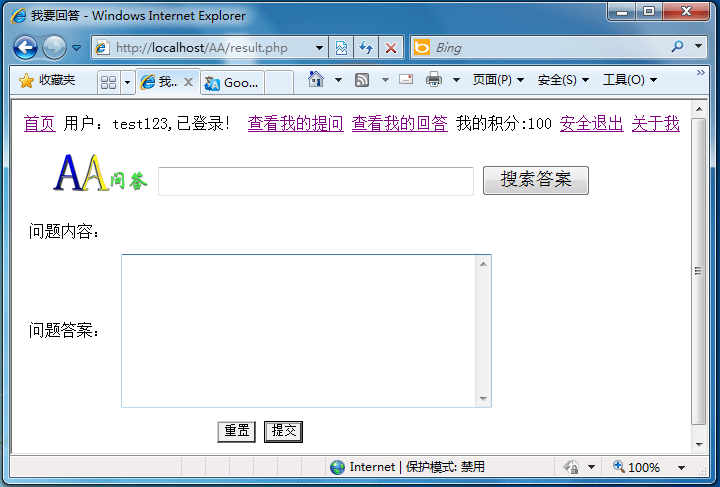 我要回答 - Windows Internet Explorer
http://localhost/AA/result.php
Bing
收藏夹 我.. Goo... 页面(P) 安全(S) 工具(O) »
首页 用户：test123,已登录! 查看我的提问 查看我的回答 我的积分:100 安全退出 关于我
AA问答 搜索答案
问题内容:
问题答案:
重置 提交
Internet | 保护模式: 禁用 100%